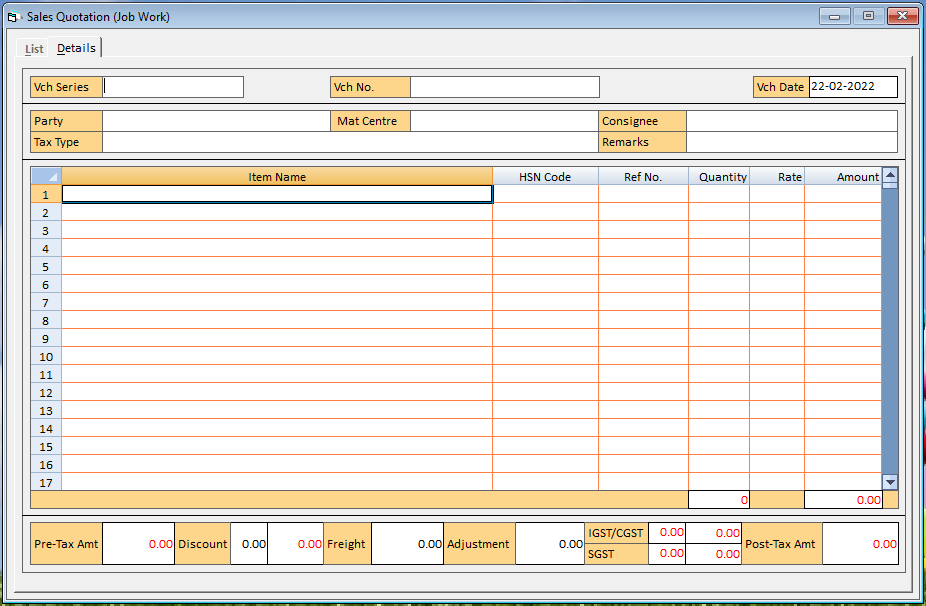 Sales Quotation (Job Work)
List Details
Vch Series Vch No. Vch Date 22-02-2022
Party Mat Centre Consignee
Tax Type Remarks
Item Name HSN Code Ref No. Quantity Rate Amount
1
2
3
4
5
6
7
8
9
10
11
12
13
14
15
16
17
0 0.00
Pre-Tax Amt 0.00 Discount 0.00 0.00 Freight 0.00 Adjustment 0.00 IGST/CGST 0.00 0.00 Post-Tax Amt 0.00
SGST 0.00 0.00